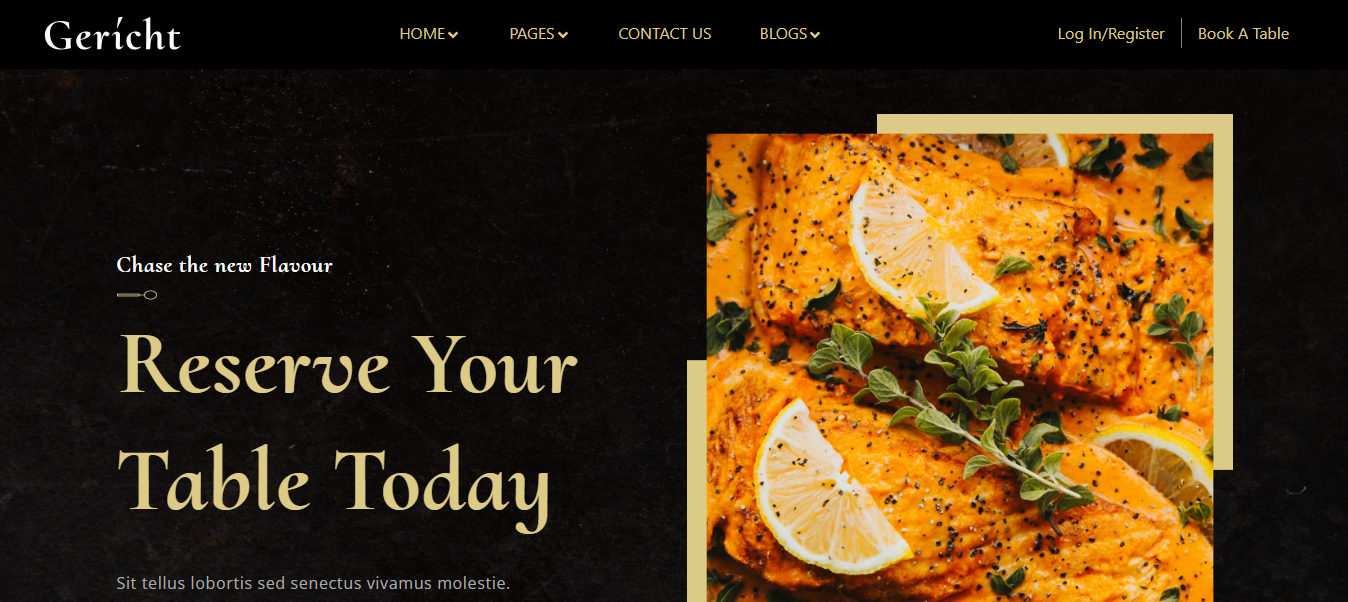 Gerícht
HOME
PAGES
CONTACT US
BLOGS
Log In/Register
Book A Table
Chase the new Flavour
Reserve Your
Table Today
Sit tellus lobortis sed senectus vivamus molestie.